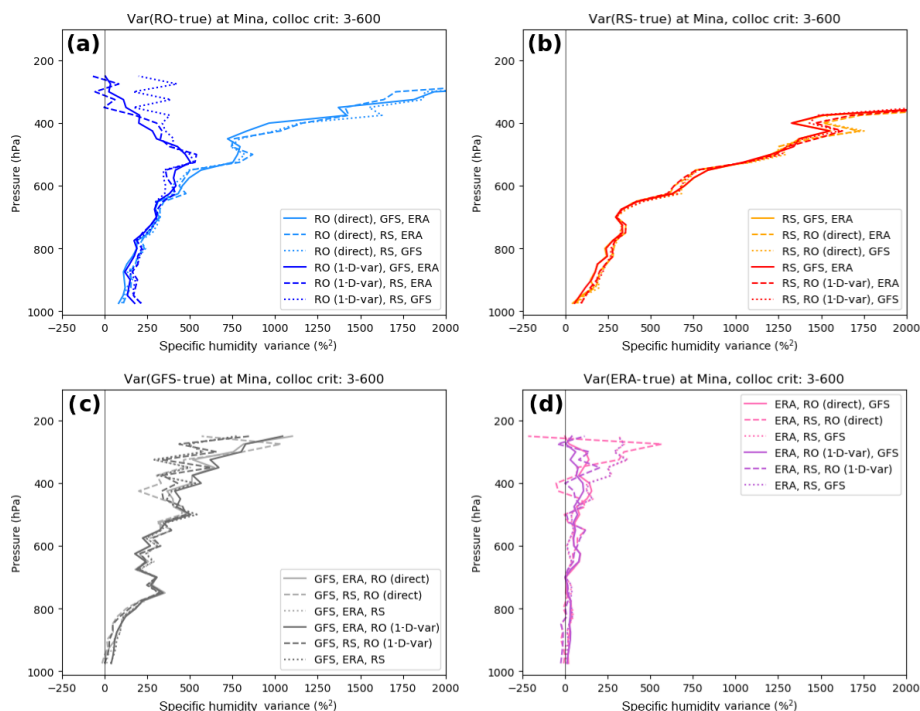 Var(RO-true) at Mina, colloc crit: 3-600
(a)
200
400
600
800
1000
Pressure (hPa)
RO (direct), GFS, ERA
RO (direct), RS, ERA
RO (direct), RS, GFS
RO (1-D-var), GFS, ERA
RO (1-D-var), RS, ERA
RO (1-D-var), RS, GFS
−250 0 250 500 750 1000 1250 1500 1750 2000
Specific humidity variance (%²)
Var(RS-true) at Mina, colloc crit: 3-600
(b)
200
400
600
800
1000
Pressure (hPa)
RS, GFS, ERA
RS, RO (direct), ERA
RS, RO (direct), GFS
RS, GFS, ERA
RS, RO (1-D-var), ERA
RS, RO (1-D-var), GFS
−250 0 250 500 750 1000 1250 1500 1750 2000
Specific humidity variance (%²)
Var(GFS-true) at Mina, colloc crit: 3-600
(c)
200
400
600
800
1000
Pressure (hPa)
GFS, ERA, RO (direct)
GFS, RS, RO (direct)
GFS, ERA, RS
GFS, ERA, RO (1-D-var)
GFS, RS, RO (1-D-var)
GFS, ERA, RS
−250 0 250 500 750 1000 1250 1500 1750 2000
Specific humidity variance (%²)
Var(ERA-true) at Mina, colloc crit: 3-600
(d)
200
400
600
800
1000
Pressure (hPa)
ERA, RO (direct), GFS
ERA, RS, RO (direct)
ERA, RS, GFS
ERA, RO (1-D-var), GFS
ERA, RS, RO (1-D-var)
ERA, RS, GFS
−250 0 250 500 750 1000 1250 1500 1750 2000
Specific humidity variance (%²)